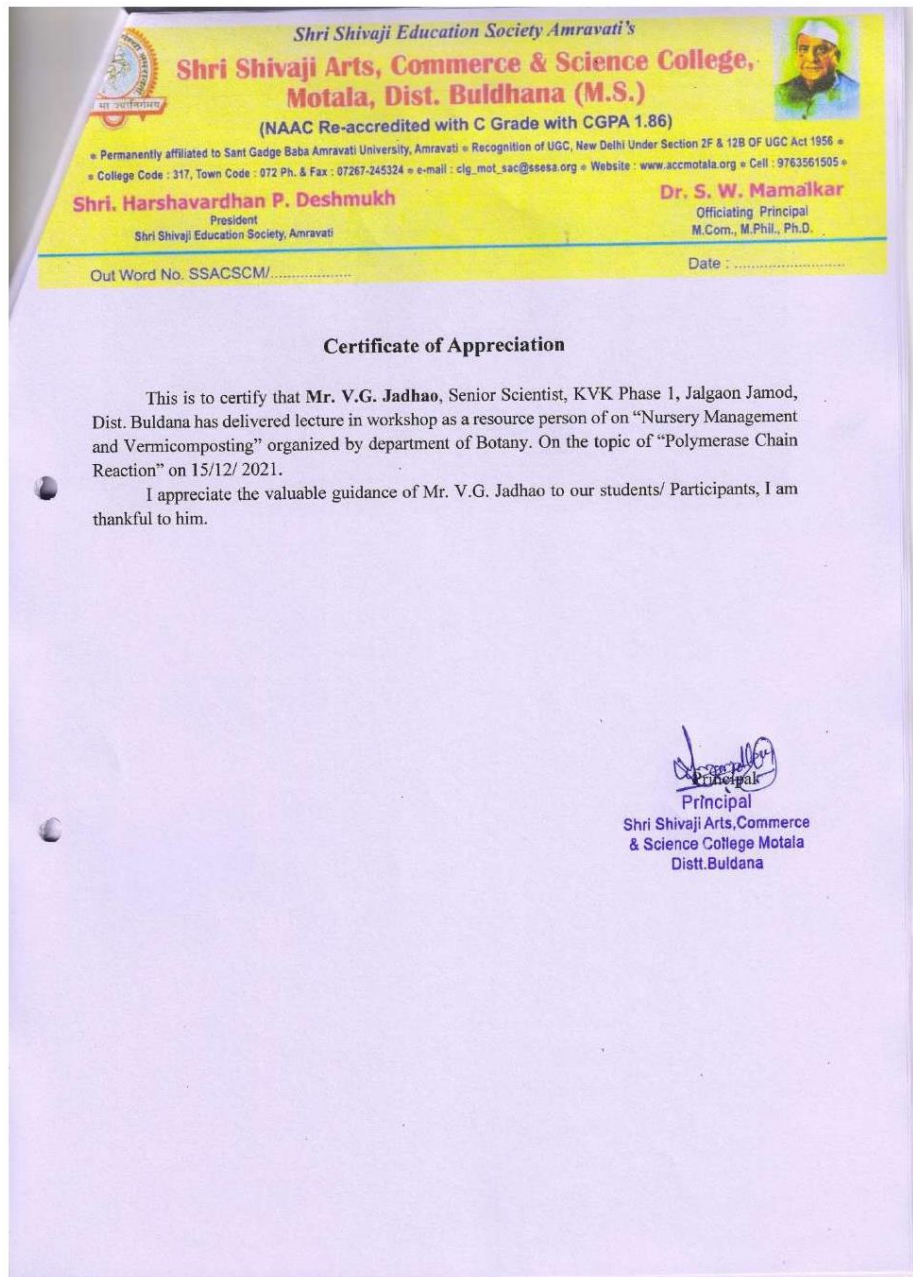 Shri Shivaji Education Society Amravati's
Shri Shivaji Arts, Commerce & Science College,
Motala, Dist. Buldhana (M.S.)
(NAAC Re-accredited with C Grade with CGPA 1.86)
* Permanently affiliated to Sant Gadge Baba Amravati University, Amravati * Recognition of UGC, New Delhi Under Section 2F & 12B OF UGC Act 1956 *
* College Code : 317, Town Code : 072 Ph. & Fax : 07267-245324 * e-mail : clg_mot_sac@ssesa.org * Website : www.accmotala.org * Cell : 9763561505 *
Shri. Harshavardhan P. Deshmukh
President
Shri Shivaji Education Society, Amravati
Dr. S. W. Mamalkar
Officiating Principal
M.Com., M.Phil., Ph.D.
Out Word No. SSACSCM/...................
Date : ..........................
Certificate of Appreciation
This is to certify that Mr. V.G. Jadhao, Senior Scientist, KVK Phase 1, Jalgaon Jamod,
Dist. Buldana has delivered lecture in workshop as a resource person of on “Nursery Management
and Vermicomposting” organized by department of Botany. On the topic of “Polymerase Chain
Reaction” on 15/12/ 2021.
I appreciate the valuable guidance of Mr. V.G. Jadhao to our students/ Participants, I am
thankful to him.
Principal
Principal
Shri Shivaji Arts,Commerce
& Science College Motala
Distt.Buldana